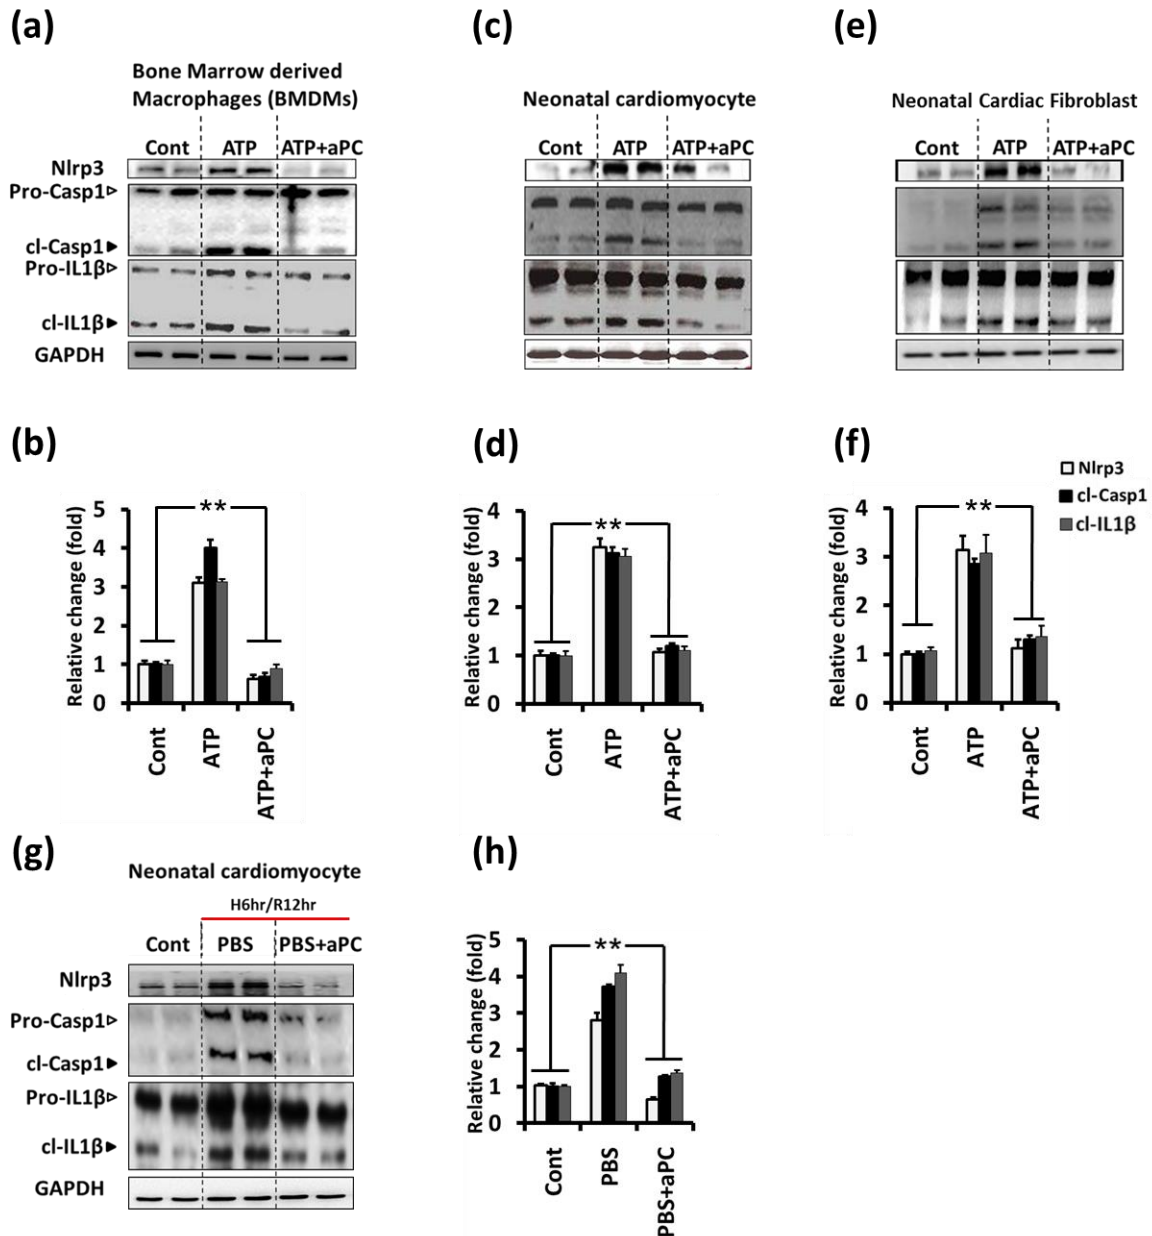 (a)
Bone Marrow derived
Macrophages (BMDMs)
Cont ATP ATP+aPC
Nlrp3
Pro-Casp1
cl-Casp1
Pro-IL1β
cl-IL1β
GAPDH
(c)
Neonatal cardiomyocyte
Cont ATP ATP+aPC
(e)
Neonatal Cardiac Fibroblast
Cont ATP ATP+aPC
(b)
Relative change (fold)
5
4
3
2
1
0
**
Cont
ATP
ATP+aPC
(d)
Relative change (fold)
4
3
2
1
0
**
Cont
ATP
ATP+aPC
(f)
Relative change (fold)
4
3
2
1
0
**
Cont
ATP
ATP+aPC
Nlrp3
cl-Casp1
cl-IL1β
(g)
Neonatal cardiomyocyte
H6hr/R12hr
Cont PBS PBS+aPC
Nlrp3
Pro-Casp1
cl-Casp1
Pro-IL1β
cl-IL1β
GAPDH
(h)
Relative change (fold)
5
4
3
2
1
0
**
Cont
PBS
PBS+aPC